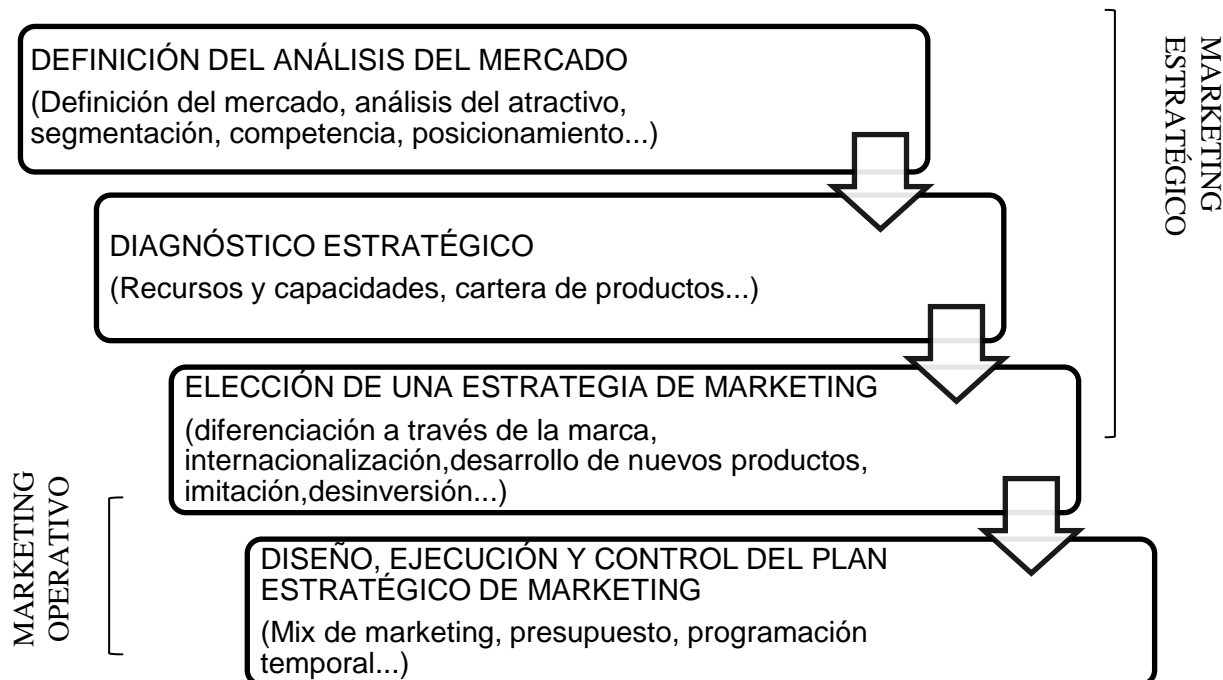 DEFINICIÓN DEL ANÁLISIS DEL MERCADO
(Definición del mercado, análisis del atractivo,
segmentación, competencia, posicionamiento...)
DIAGNÓSTICO ESTRATÉGICO
(Recursos y capacidades, cartera de productos...)
ELECCIÓN DE UNA ESTRATEGIA DE MARKETING
(diferenciación a través de la marca,
internacionalización,desarrollo de nuevos productos,
imitación,desinversión...)
DISEÑO, EJECUCIÓN Y CONTROL DEL PLAN
ESTRATÉGICO DE MARKETING
(Mix de marketing, presupuesto, programación
temporal...)
MARKETING
ESTRATÉGICO
MARKETING
OPERATIVO